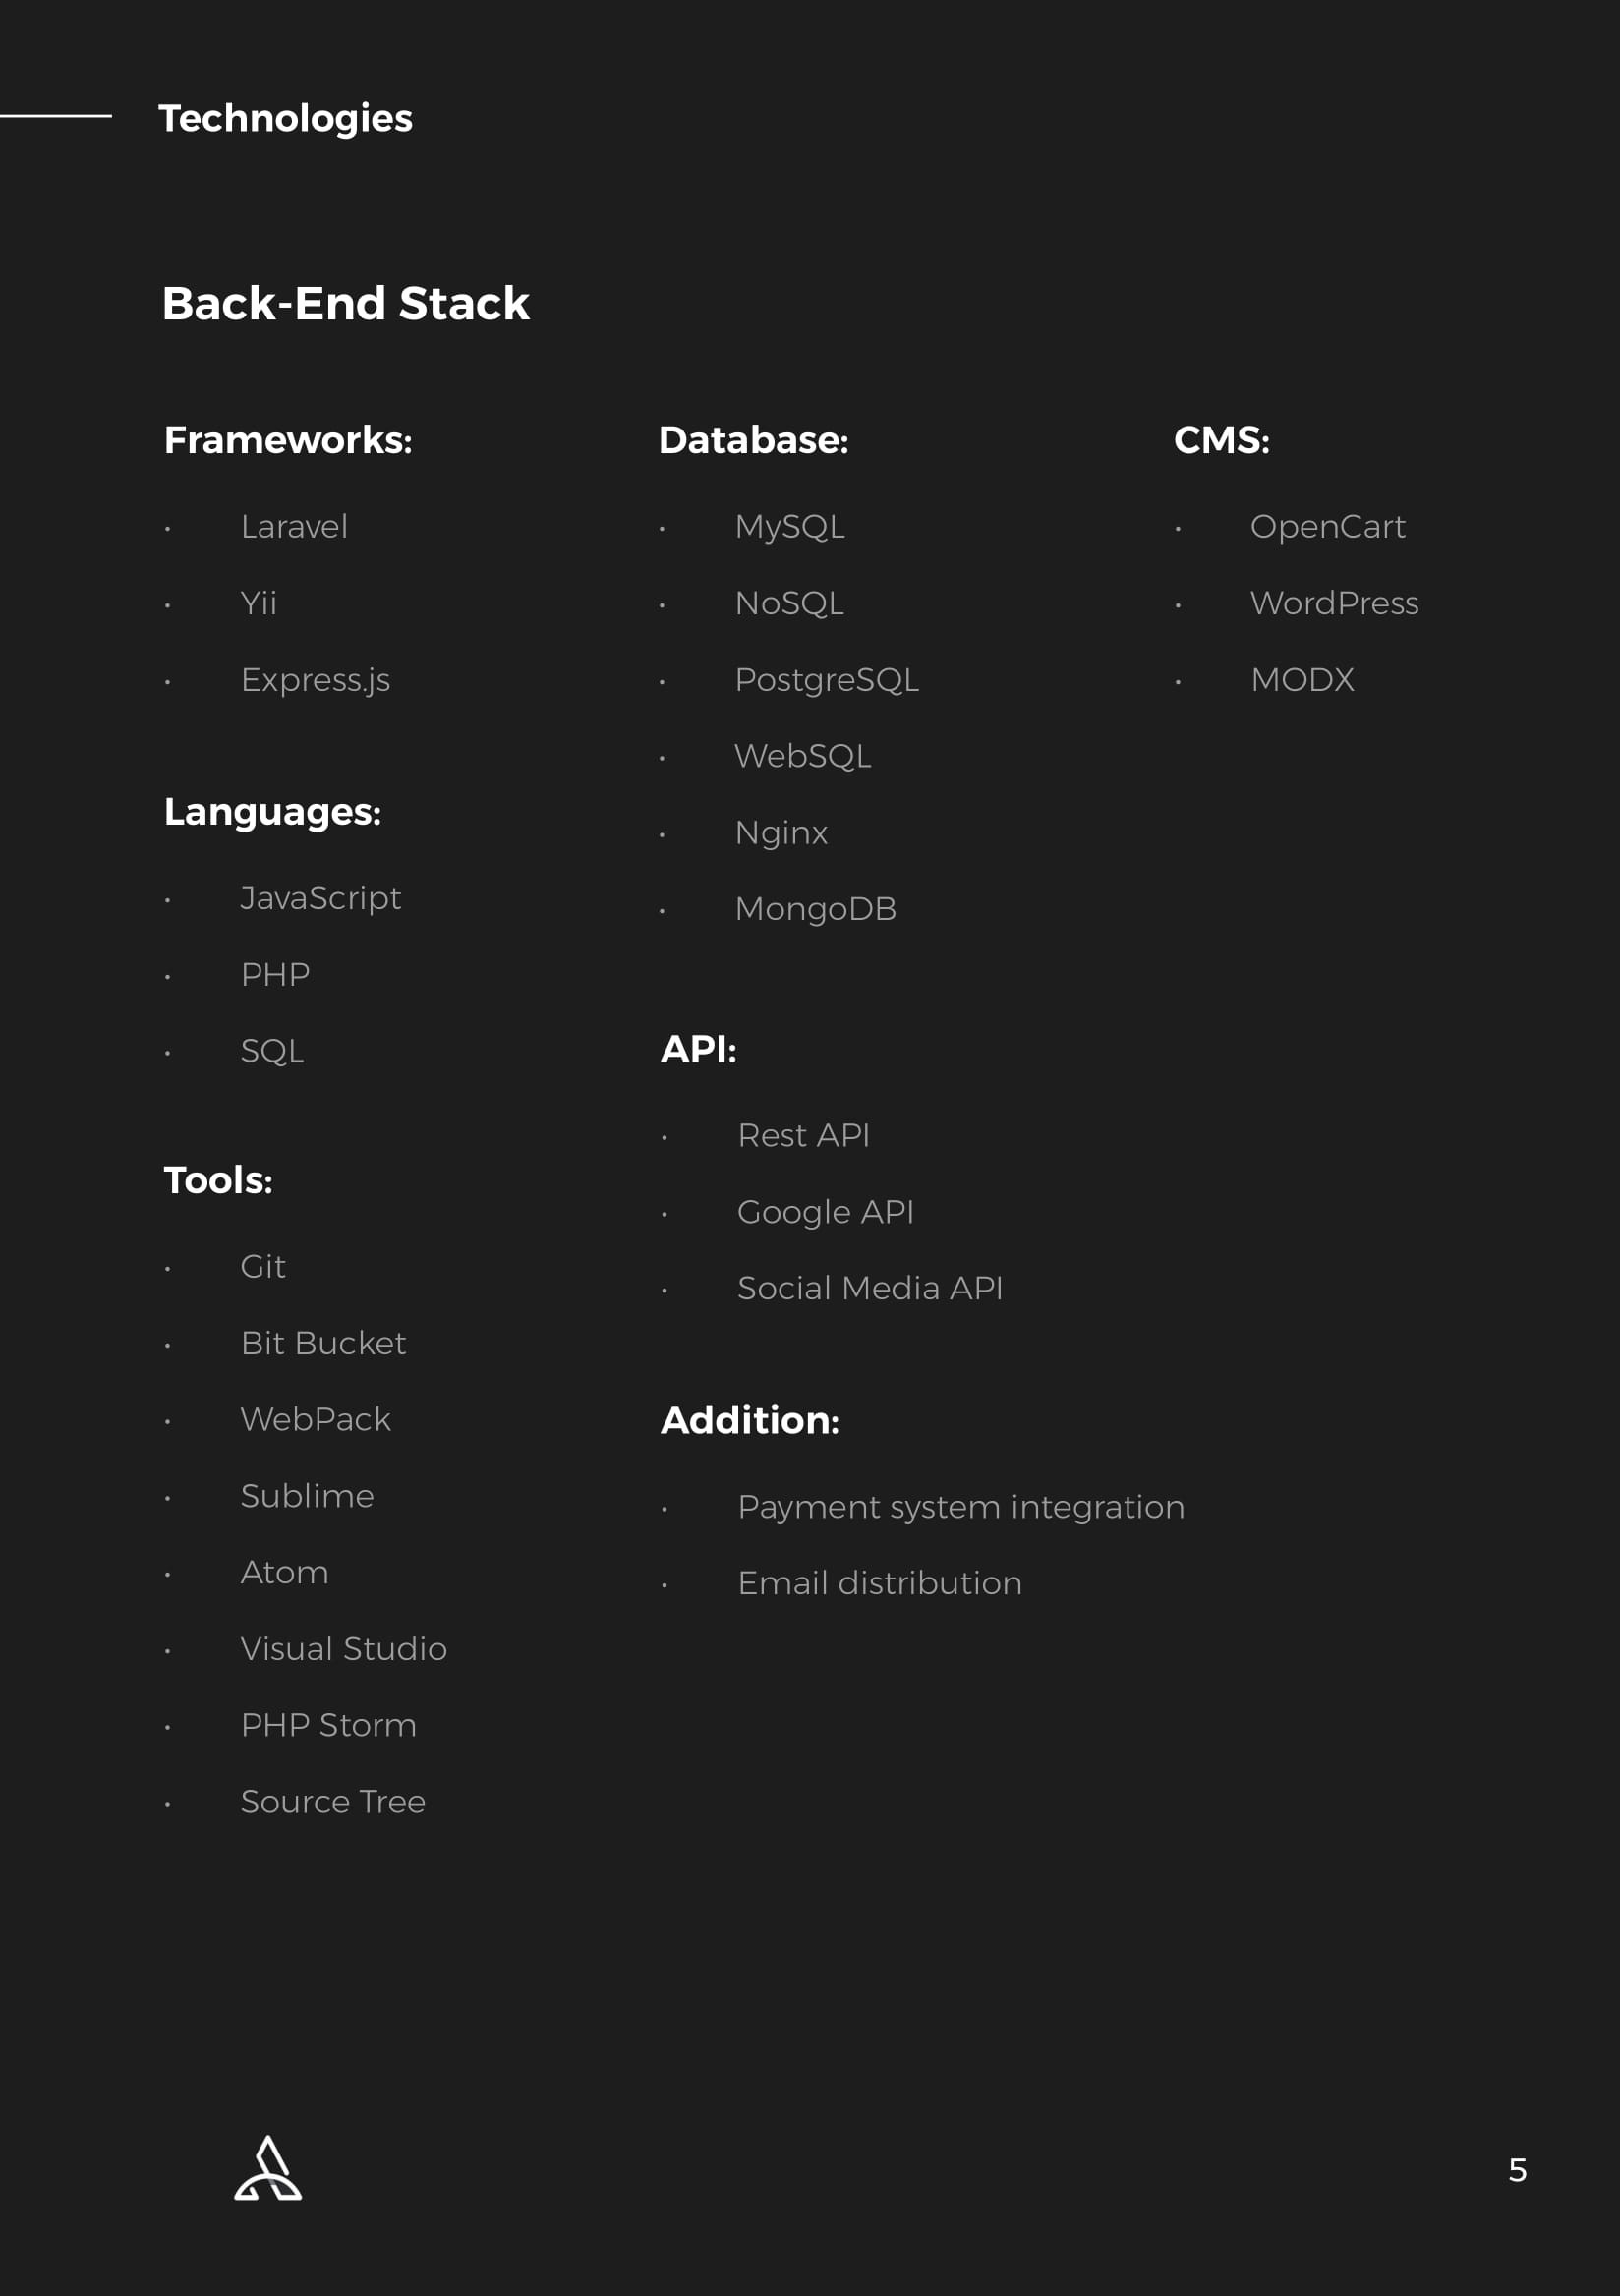 Technologies
Back-End Stack
Frameworks:
• Laravel
• Yii
• Express.js
Languages:
• JavaScript
• PHP
• SQL
Tools:
• Git
• Bit Bucket
• WebPack
• Sublime
• Atom
• Visual Studio
• PHP Storm
• Source Tree
Database:
• MySQL
• NoSQL
• PostgreSQL
• WebSQL
• Nginx
• MongoDB
API:
• Rest API
• Google API
• Social Media API
Addition:
• Payment system integration
• Email distribution
CMS:
• OpenCart
• WordPress
• MODX
5